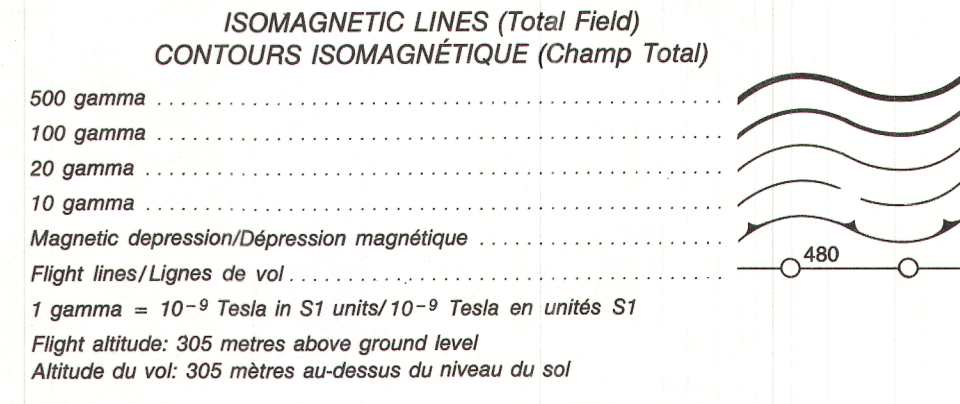 ISOMAGNETIC LINES (Total Field)
CONTOURS ISOMAGNÉTIQUE (Champ Total)
500 gamma
100 gamma
20 gamma
10 gamma
Magnetic depression/Dépression magnétique
Flight lines/Lignes de vol
480
1 gamma = 10⁻⁹ Tesla in S1 units/10⁻⁹ Tesla en unités S1
Flight altitude: 305 metres above ground level
Altitude du vol: 305 mètres au-dessus du niveau du sol